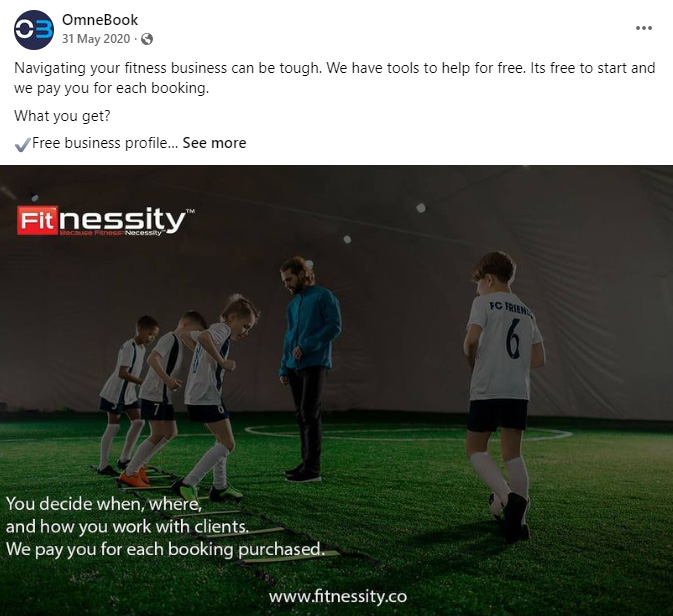 OmneBook
31 May 2020 ·
Navigating your fitness business can be tough. We have tools to help for free. Its free to start and
we pay you for each booking.
What you get?
✔Free business profile... See more
Fitnessity™
Because Fitness=Necessity™
FC FRIEND
6
7
You decide when, where,
and how you work with clients.
We pay you for each booking purchased.
www.fitnessity.co